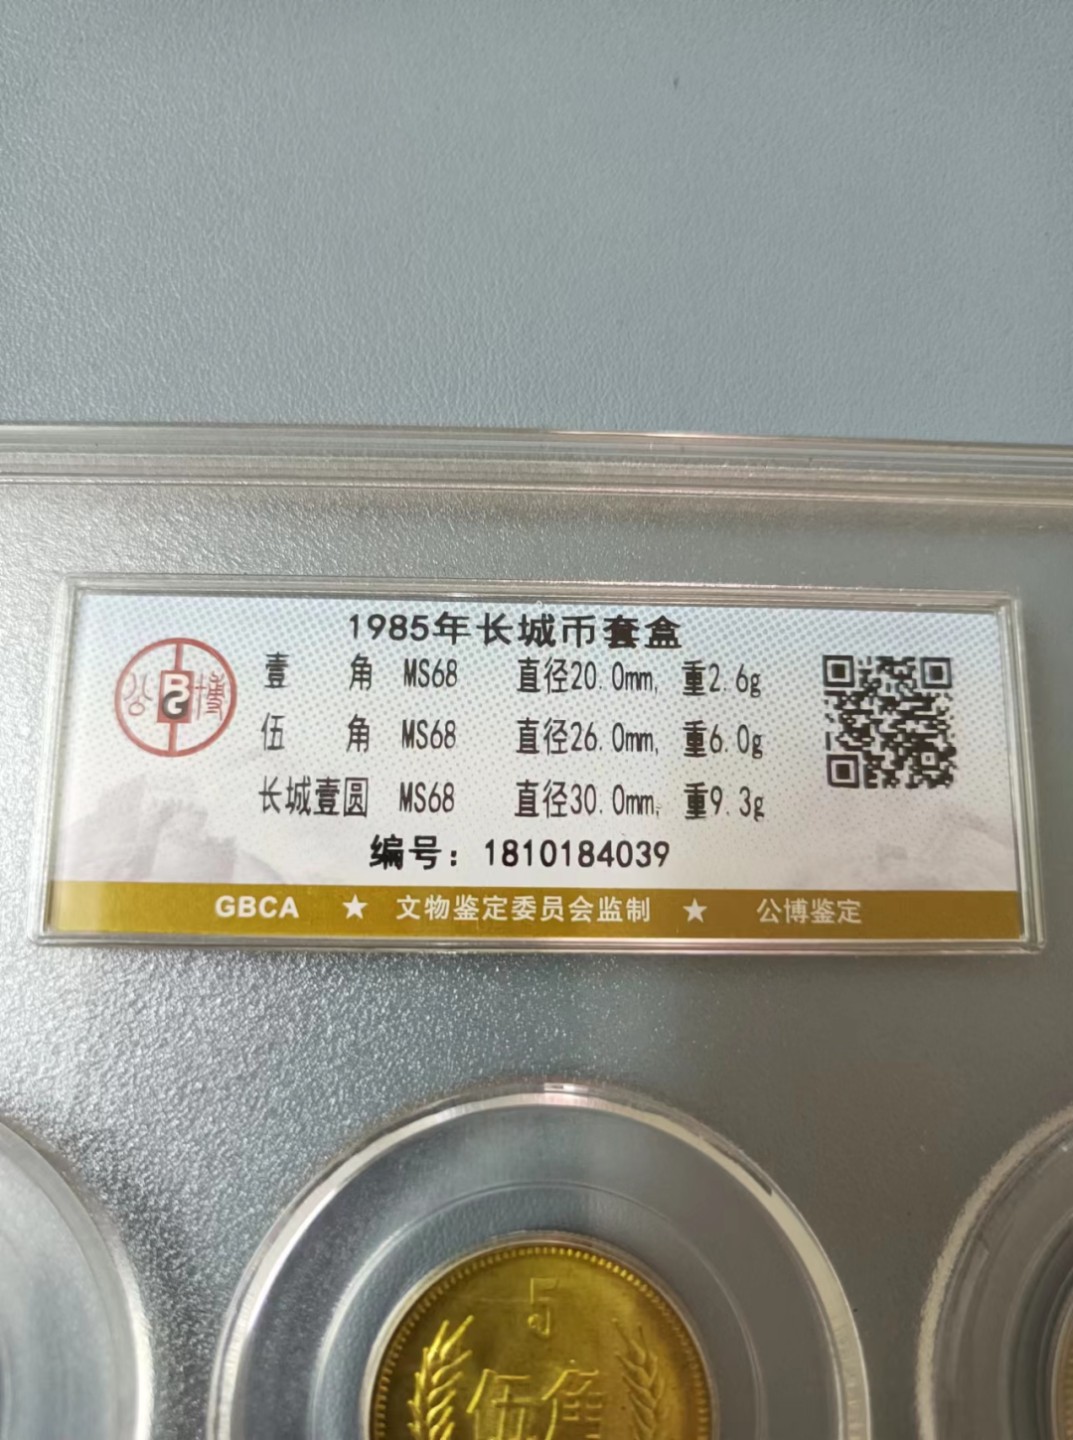 1985年长城币套盒
公 BG 博
壹 角 MS68 直径20.0mm, 重2.6g
伍 角 MS68 直径26.0mm, 重6.0g
长城壹圆 MS68 直径30.0mm, 重9.3g
编号：1810184039
GBCA ★ 文物鉴定委员会监制 ★ 公博鉴定
5
伍角